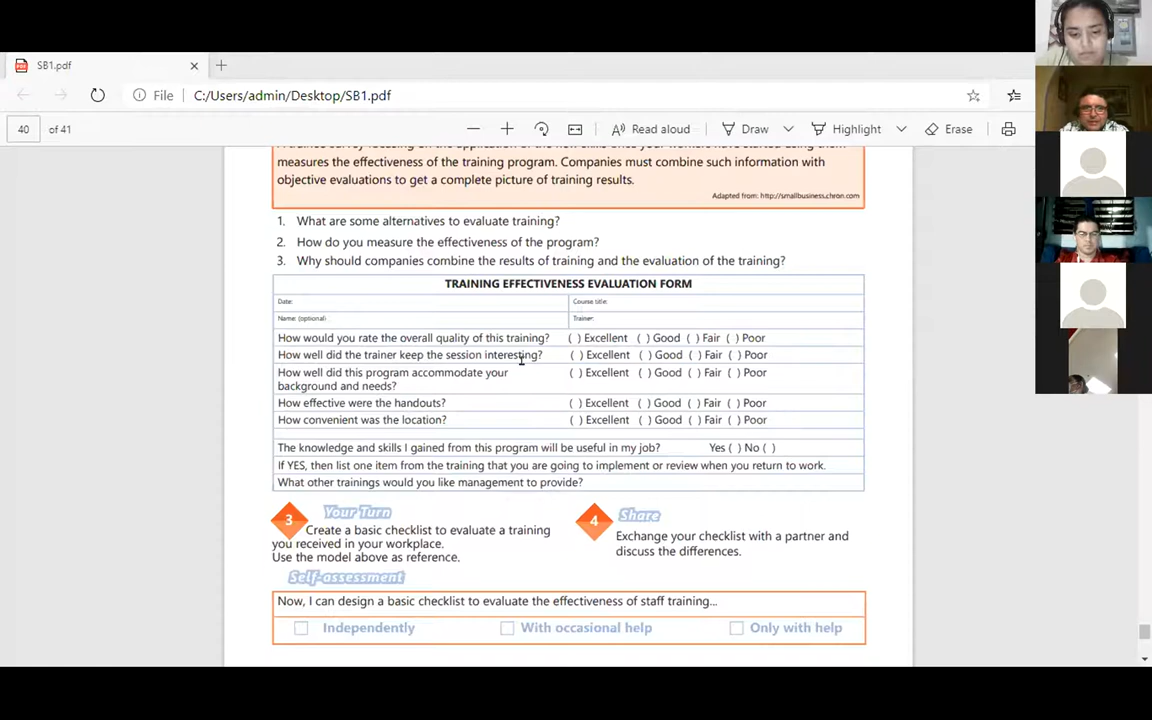 SB1.pdf
File C:/Users/admin/Desktop/SB1.pdf
40 of 41 Read aloud Draw Highlight Erase
measures the effectiveness of the training program. Companies must combine such information with
objective evaluations to get a complete picture of training results.
Adapted from: http://smallbusiness.chron.com
1. What are some alternatives to evaluate training?
2. How do you measure the effectiveness of the program?
3. Why should companies combine the results of training and the evaluation of the training?
TRAINING EFFECTIVENESS EVALUATION FORM
Date: Course title:
Name: (optional) Trainer:
How would you rate the overall quality of this training? ( ) Excellent ( ) Good ( ) Fair ( ) Poor
How well did the trainer keep the session interesting? ( ) Excellent ( ) Good ( ) Fair ( ) Poor
How well did this program accommodate your ( ) Excellent ( ) Good ( ) Fair ( ) Poor
background and needs?
How effective were the handouts? ( ) Excellent ( ) Good ( ) Fair ( ) Poor
How convenient was the location? ( ) Excellent ( ) Good ( ) Fair ( ) Poor
The knowledge and skills I gained from this program will be useful in my job? Yes ( ) No ( )
If YES, then list one item from the training that you are going to implement or review when you return to work.
What other trainings would you like management to provide?
3 Your Turn
Create a basic checklist to evaluate a training
you received in your workplace.
Use the model above as reference.
4 Share
Exchange your checklist with a partner and
discuss the differences.
Self-assessment
Now, I can design a basic checklist to evaluate the effectiveness of staff training...
Independently With occasional help Only with help